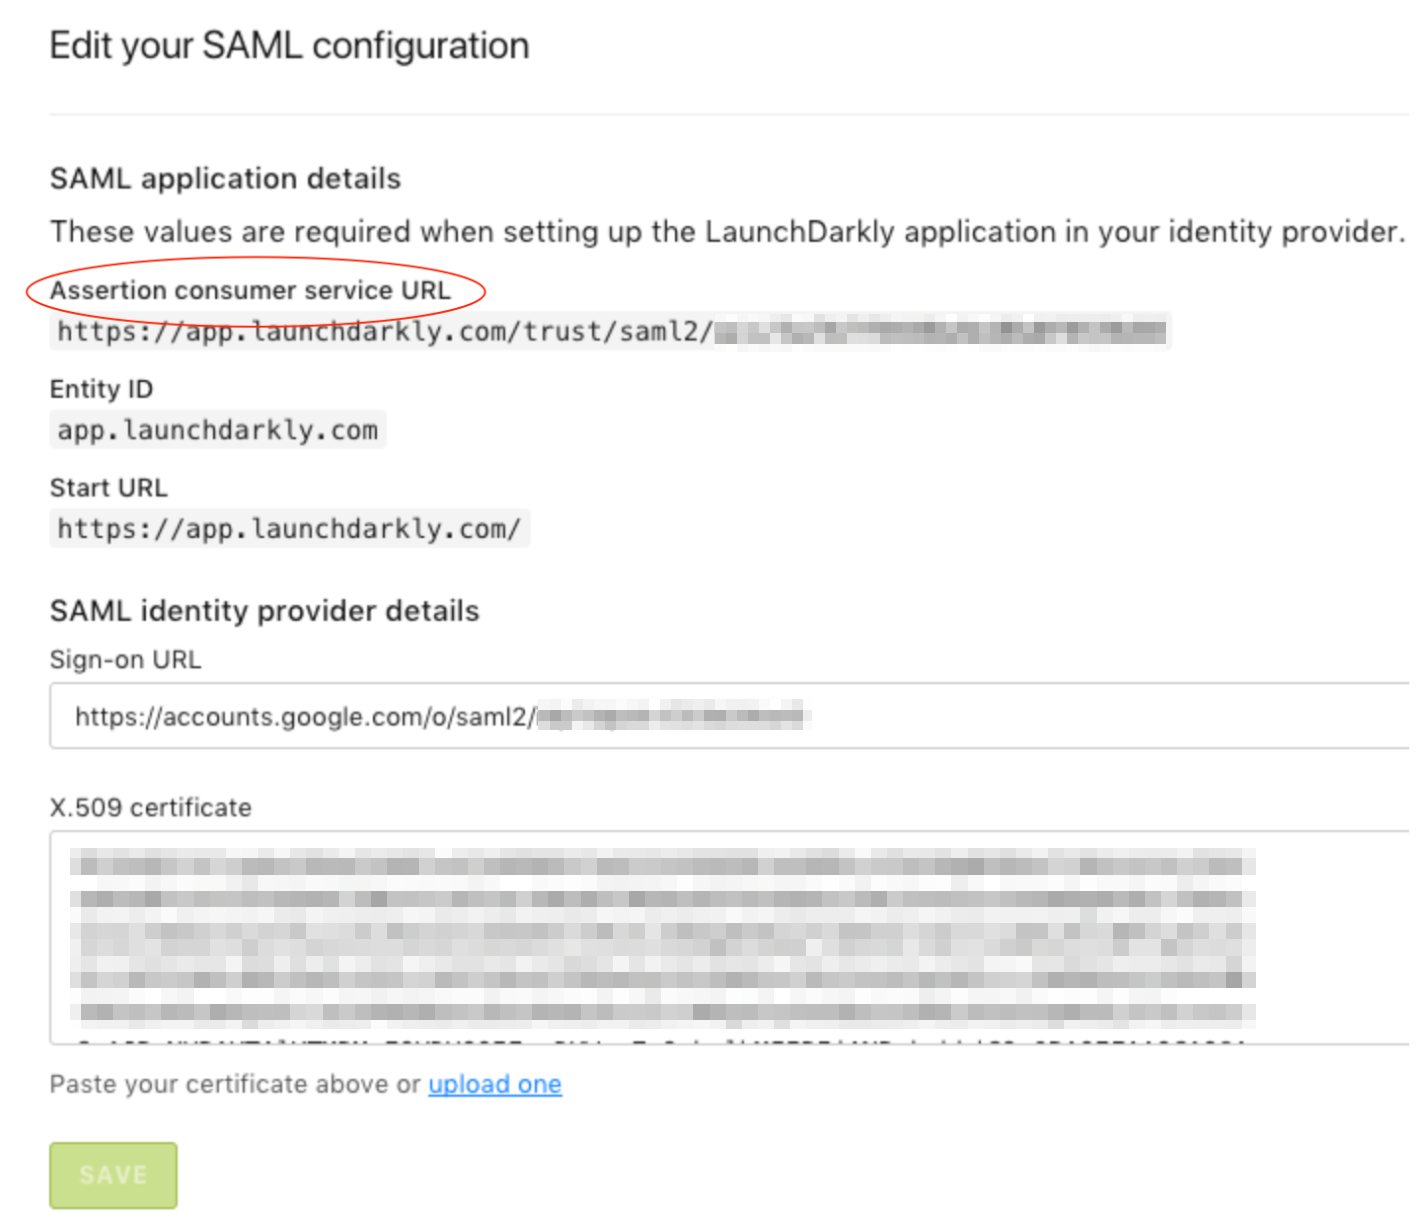 Edit your SAML configuration
SAML application details
These values are required when setting up the LaunchDarkly application in your identity provider.
Assertion consumer service URL
https://app.launchdarkly.com/trust/saml2/
Entity ID
app.launchdarkly.com
Start URL
https://app.launchdarkly.com/
SAML identity provider details
Sign-on URL
https://accounts.google.com/o/saml2/
X.509 certificate
Paste your certificate above or upload one
SAVE